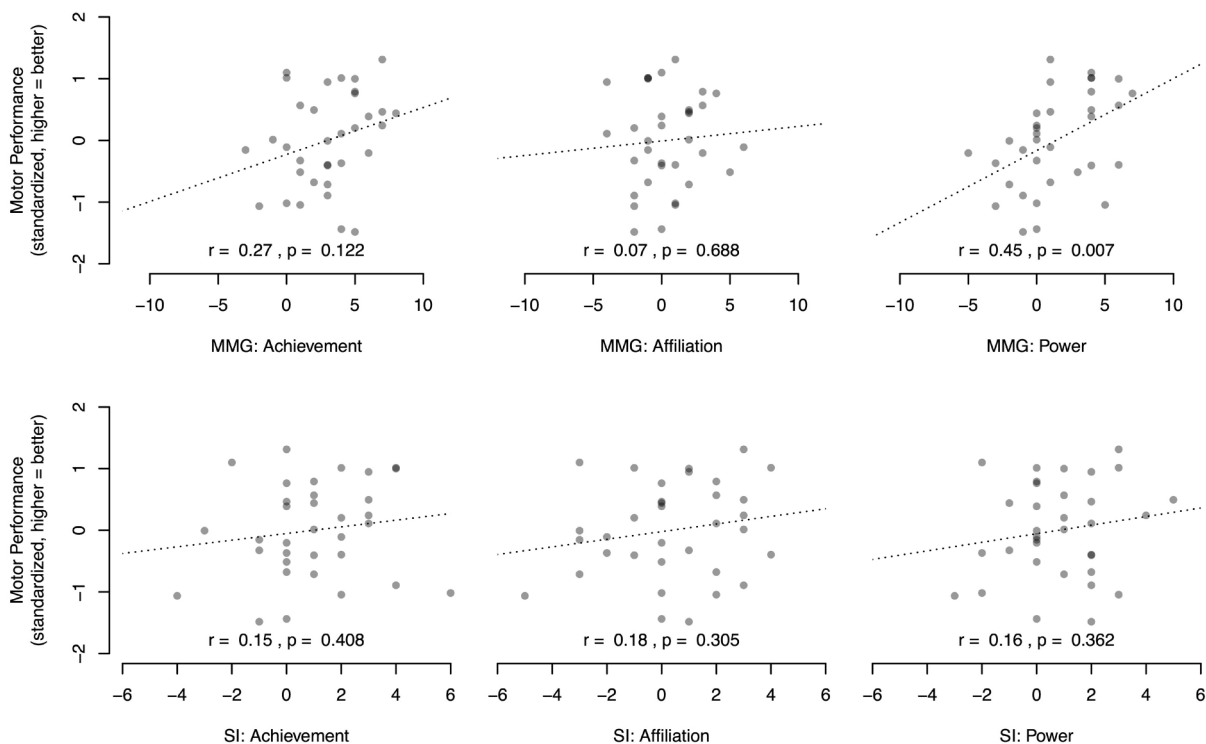 Motor Performance
(standardized, higher = better)
2
1
0
−1
−2
r = 0.27 , p = 0.122
r = 0.07 , p = 0.688
r = 0.45 , p = 0.007
−10 −5 0 5 10
−10 −5 0 5 10
−10 −5 0 5 10
MMG: Achievement
MMG: Affiliation
MMG: Power
Motor Performance
(standardized, higher = better)
2
1
0
−1
−2
r = 0.15 , p = 0.408
r = 0.18 , p = 0.305
r = 0.16 , p = 0.362
−6 −4 −2 0 2 4 6
−6 −4 −2 0 2 4 6
−6 −4 −2 0 2 4 6
SI: Achievement
SI: Affiliation
SI: Power